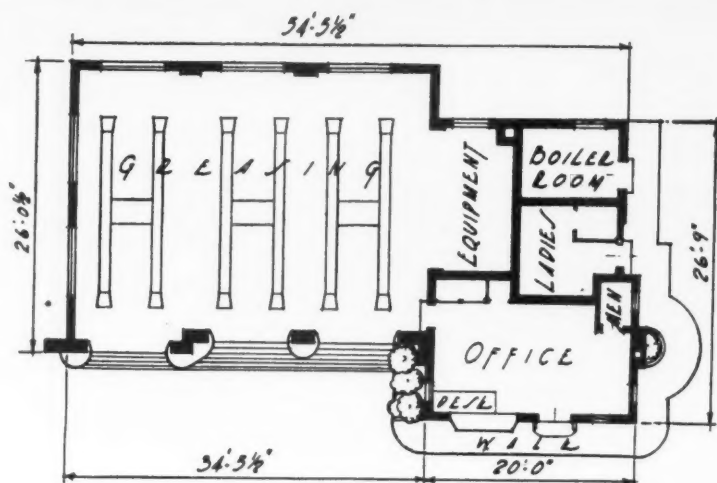 54'-3½"
26'-0½"
GREASING
EQUIPMENT
BOILER
ROOM
LADIES
MEN
26'-9"
OFFICE
DESK
WALK
34'-3½"
20'-0"